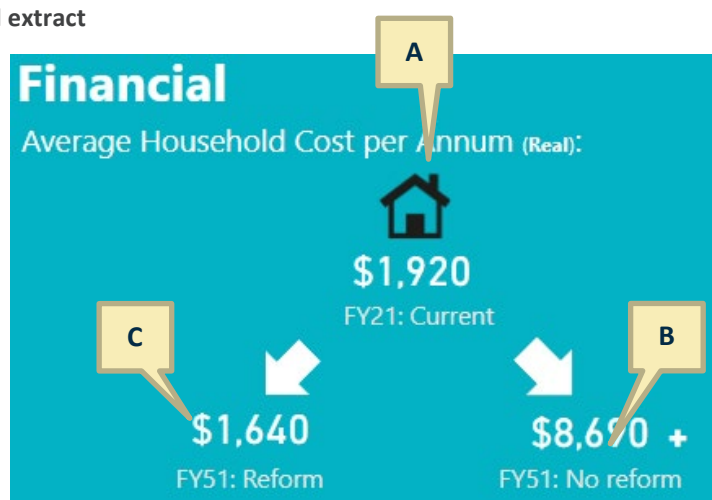 extract
A
Financial
Average Household Cost per Annum (Real):
$1,920
FY21: Current
C
B
$1,640
$8,690 +
FY51: Reform
FY51: No reform